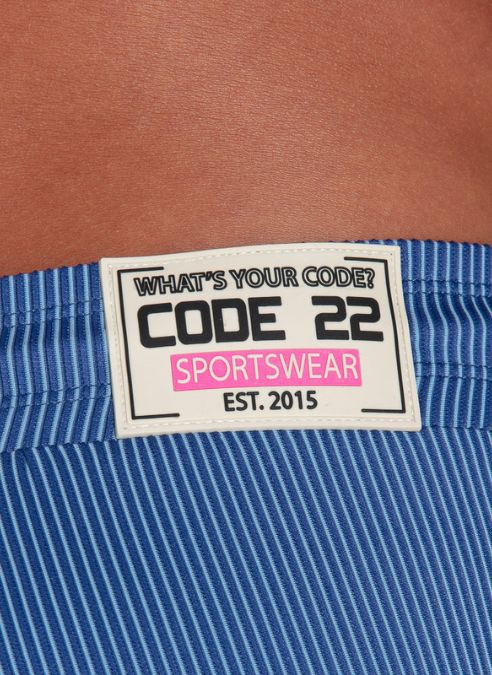 WHAT'S YOUR CODE?
CODE 22
SPORTSWEAR
EST. 2015